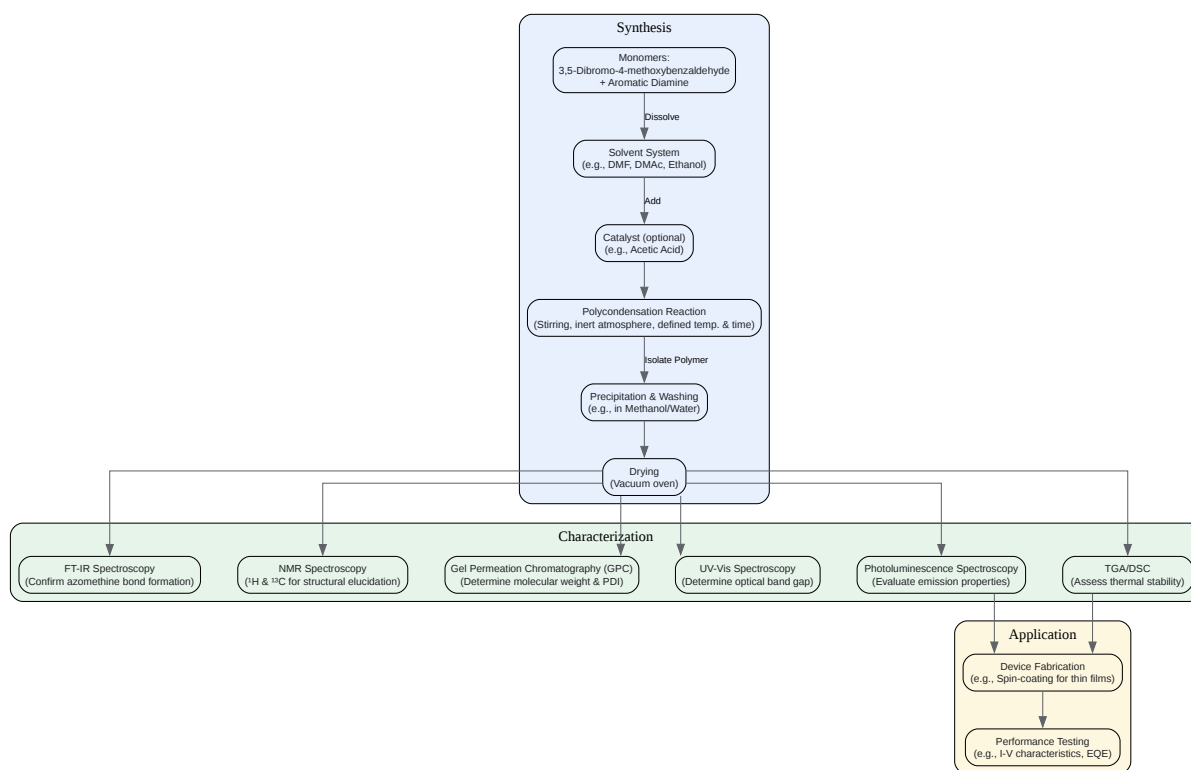 Synthesis
Monomers:
3,5-Dibromo-4-methoxybenzaldehyde
+ Aromatic Diamine
Dissolve
Solvent System
(e.g., DMF, DMAc, Ethanol)
Add
Catalyst (optional)
(e.g., Acetic Acid)
Polycondensation Reaction
(Stirring, inert atmosphere, defined temp. & time)
Isolate Polymer
Precipitation & Washing
(e.g., in Methanol/Water)
Drying
(Vacuum oven)
Characterization
FT-IR Spectroscopy
(Confirm azomethine bond formation)
NMR Spectroscopy
(¹H & ¹³C for structural elucidation)
Gel Permeation Chromatography (GPC)
(Determine molecular weight & PDI)
UV-Vis Spectroscopy
(Determine optical band gap)
Photoluminescence Spectroscopy
(Evaluate emission properties)
TGA/DSC
(Assess thermal stability)
Application
Device Fabrication
(e.g., Spin-coating for thin films)
Performance Testing
(e.g., I-V characteristics, EQE)